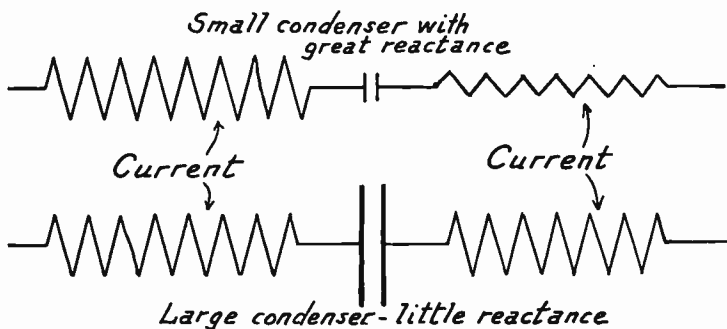 Small condenser with
great reactance
Current
Current
Large condenser - little reactance